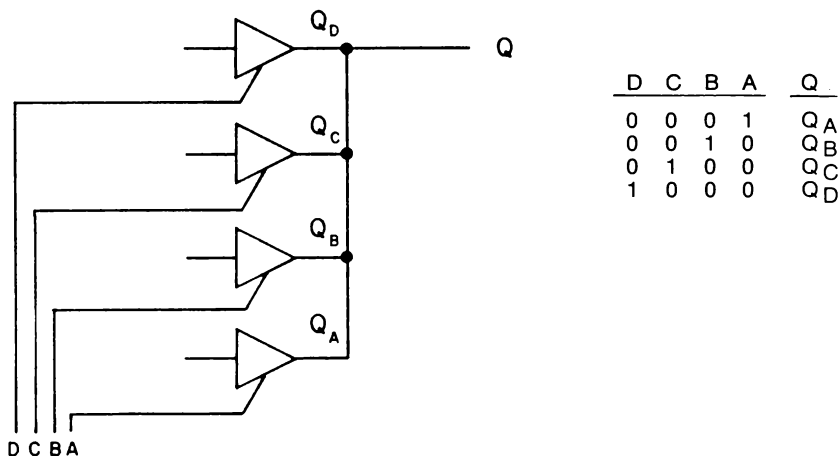 Q_D
Q
Q_C
Q_B
Q_A
D C B A
D C B A Q
0 0 0 1 Q_A
0 0 1 0 Q_B
0 1 0 0 Q_C
1 0 0 0 Q_D